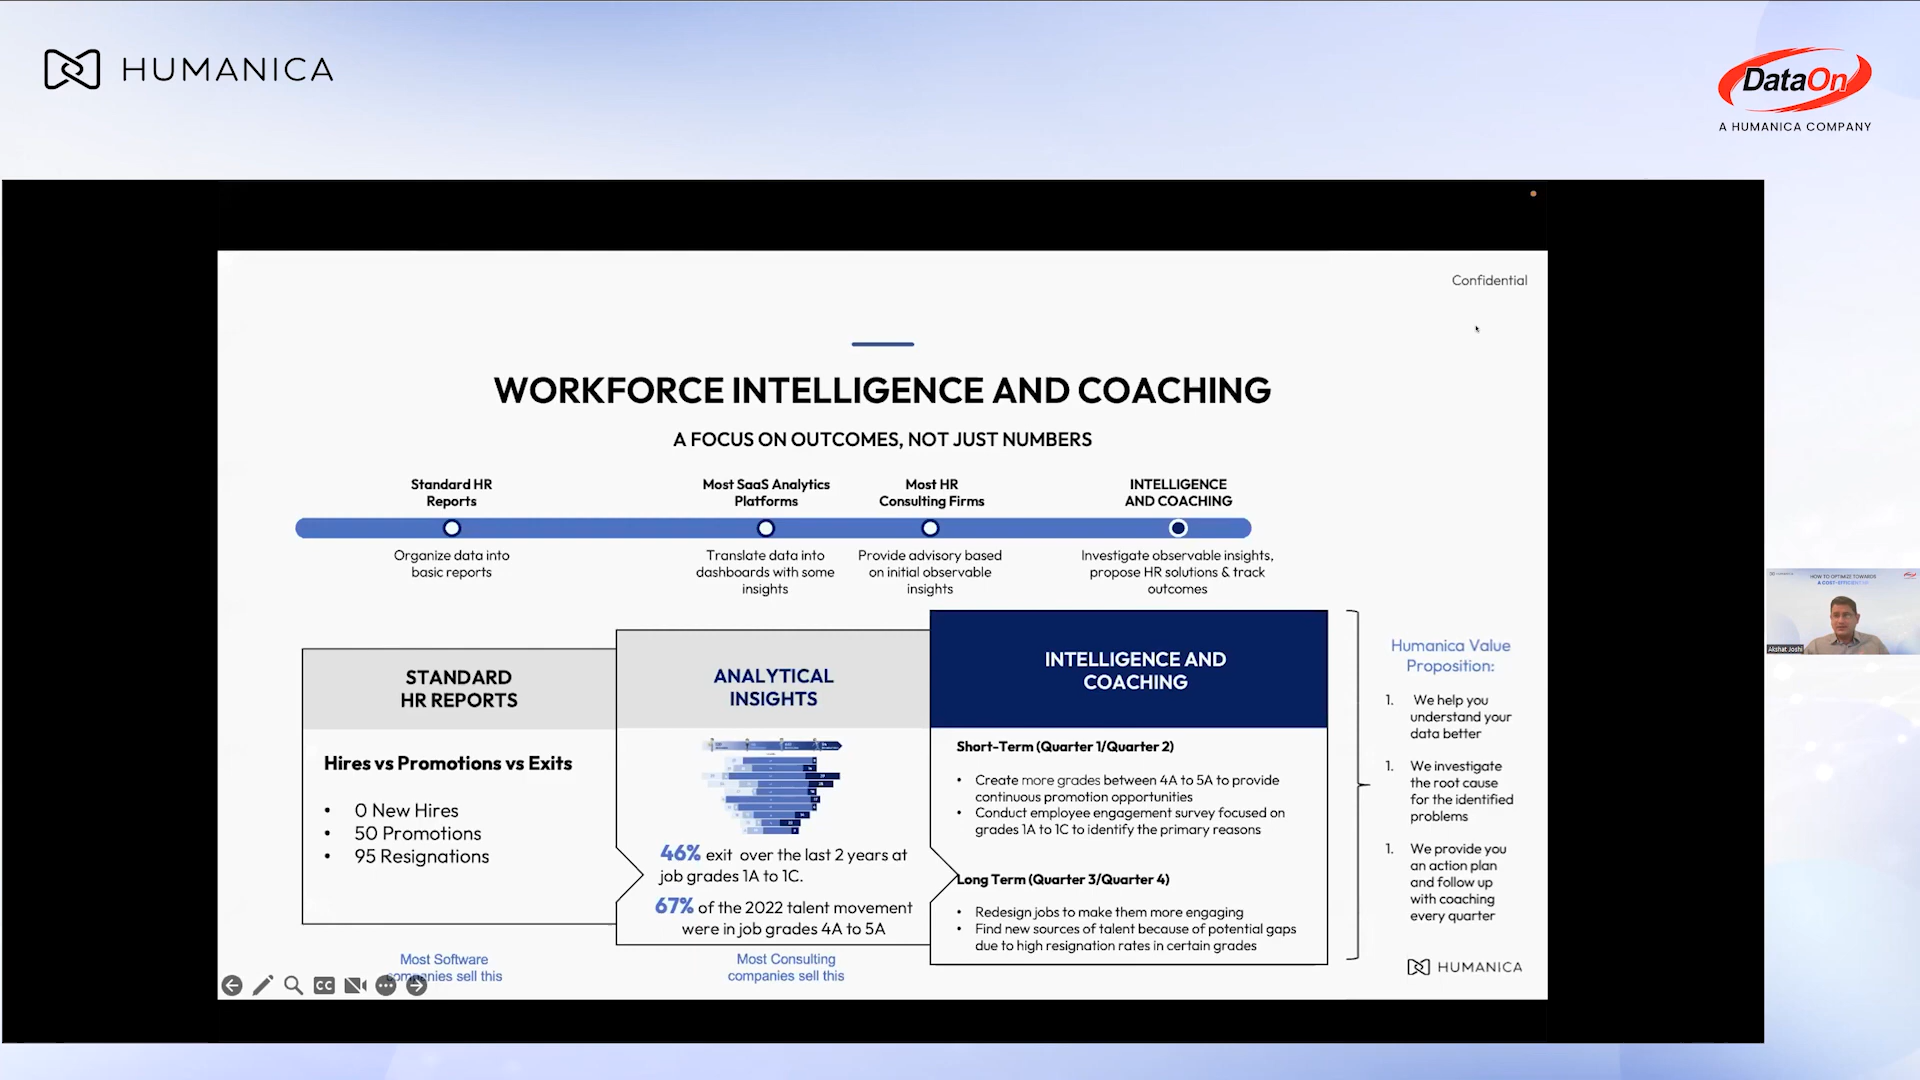 HUMANICA
DataOn
A HUMANICA COMPANY
Confidential
WORKFORCE INTELLIGENCE AND COACHING
A FOCUS ON OUTCOMES, NOT JUST NUMBERS
Standard HR
Reports
Most SaaS Analytics
Platforms
Most HR
Consulting Firms
INTELLIGENCE
AND COACHING
Organize data into
basic reports
Translate data into
dashboards with some
insights
Provide advisory based
on initial observable
insights
Investigate observable insights,
propose HR solutions & track
outcomes
STANDARD
HR REPORTS
Hires vs Promotions vs Exits
• 0 New Hires
• 50 Promotions
• 95 Resignations
Most Software
companies sell this
ANALYTICAL
INSIGHTS
46% exit over the last 2 years at
job grades 1A to 1C.
67% of the 2022 talent movement
were in job grades 4A to 5A
Most Consulting
companies sell this
INTELLIGENCE AND
COACHING
Short-Term (Quarter 1/Quarter 2)
• Create more grades between 4A to 5A to provide
continuous promotion opportunities
• Conduct employee engagement survey focused on
grades 1A to 1C to identify the primary reasons
Long Term (Quarter 3/Quarter 4)
• Redesign jobs to make them more engaging
• Find new sources of talent because of potential gaps
due to high resignation rates in certain grades
Humanica Value
Proposition:
1. We help you
understand your
data better
1. We investigate
the root cause
for the identified
problems
1. We provide you
an action plan
and follow up
with coaching
every quarter
HUMANICA
CC
HOW TO OPTIMIZE TOWARDS
A COST-EFFICIENT
Akshat Joshi